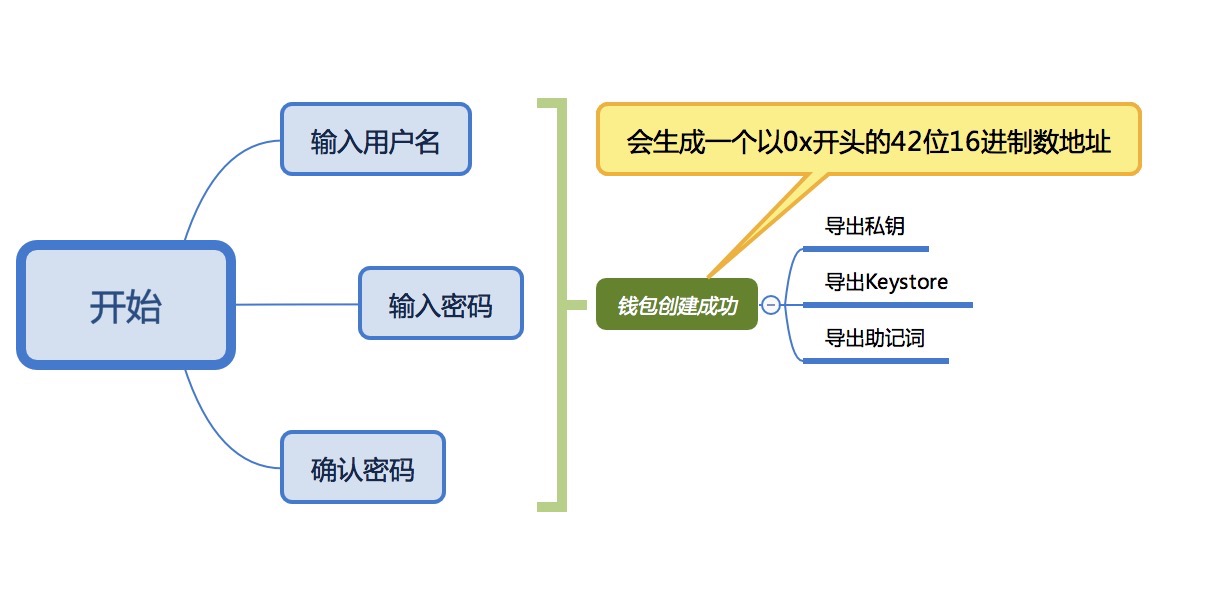 开始
输入用户名
输入密码
确认密码
会生成一个以0x开头的42位16进制数地址
钱包创建成功
导出私钥
导出Keystore
导出助记词